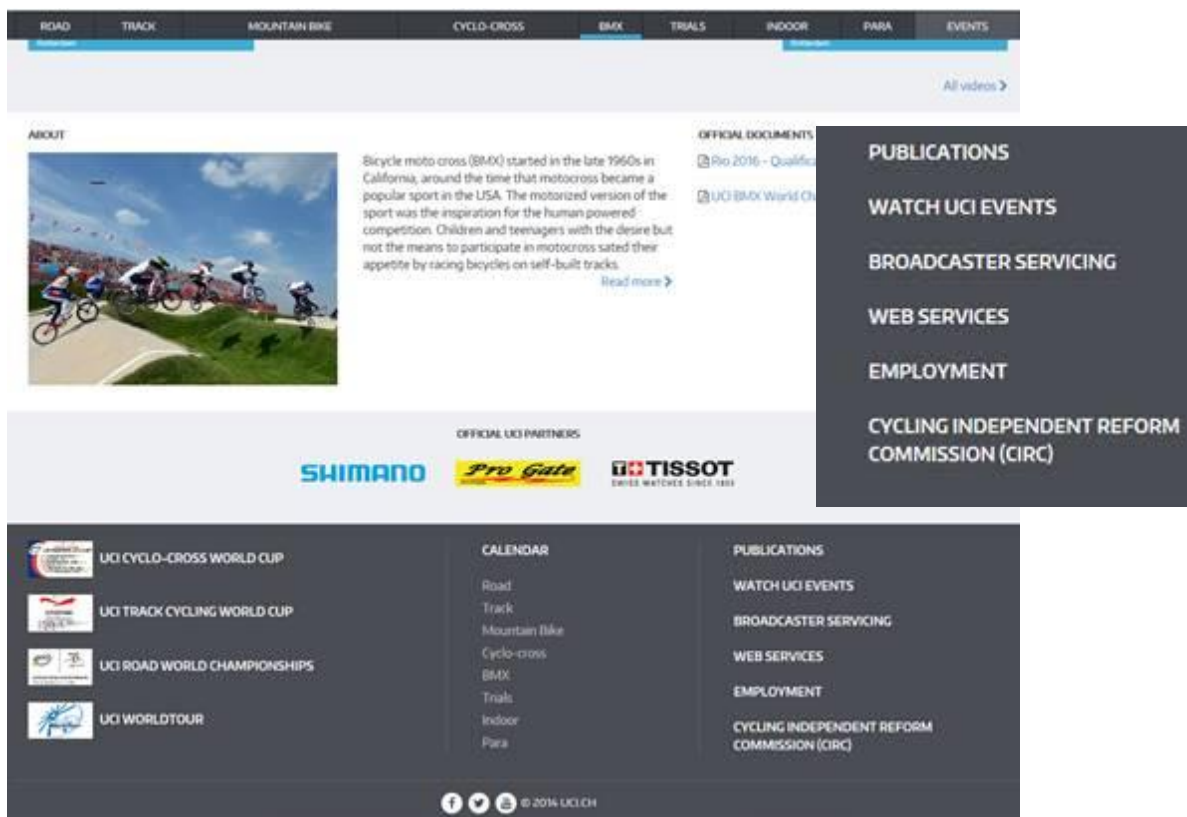 ROAD TRACK MOUNTAIN BIKE CYCLO-CROSS BMX TRIALS INDOOR PARA EVENTS
All videos
ABOUT
Bicycle moto cross (BMX) started in the late 1960s in
California, around the time that motocross became a
popular sport in the USA. The motorized version of the
sport was the inspiration for the human powered
competition. Children and teenagers with the desire but
not the means to participate in motocross sated their
appetite by racing bicycles on self-built tracks.
Read more
OFFICIAL DOCUMENTS
Rio 2016 - Qualifica
UCI BMX World Ch
PUBLICATIONS
WATCH UCI EVENTS
BROADCASTER SERVICING
WEB SERVICES
EMPLOYMENT
CYCLING INDEPENDENT REFORM
COMMISSION (CIRC)
OFFICIAL UCI PARTNERS
SHIMANO
Pro Gate
TISSOT
SWISS WATCHES SINCE 1853
UCI CYCLO-CROSS WORLD CUP
UCI TRACK CYCLING WORLD CUP
UCI ROAD WORLD CHAMPIONSHIPS
UCI WORLDTOUR
CALENDAR
Road
Track
Mountain Bike
Cyclo-cross
BMX
Trials
Indoor
Para
PUBLICATIONS
WATCH UCI EVENTS
BROADCASTER SERVICING
WEB SERVICES
EMPLOYMENT
CYCLING INDEPENDENT REFORM
COMMISSION (CIRC)
© 2014 UCI.CH